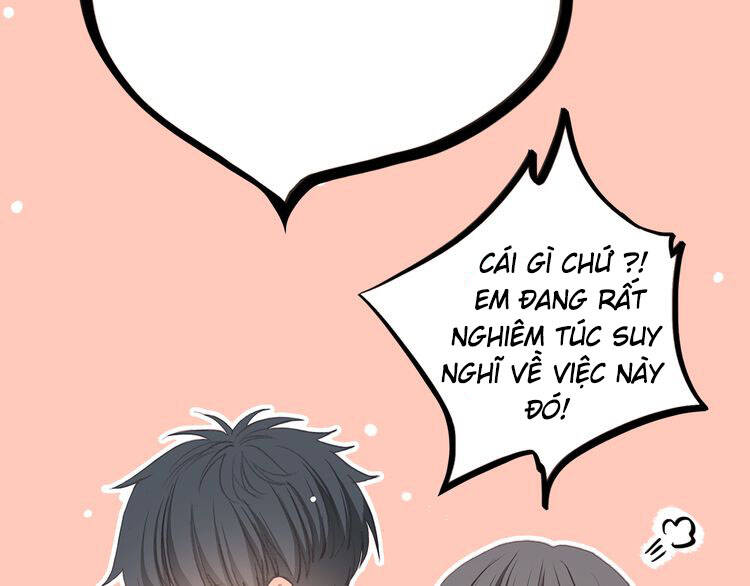 CÁI GÌ CHỨ ?!
EM ĐANG RẤT
NGHIÊM TÚC SUY
NGHĨ VỀ VIỆC NÀY
ĐÓ!